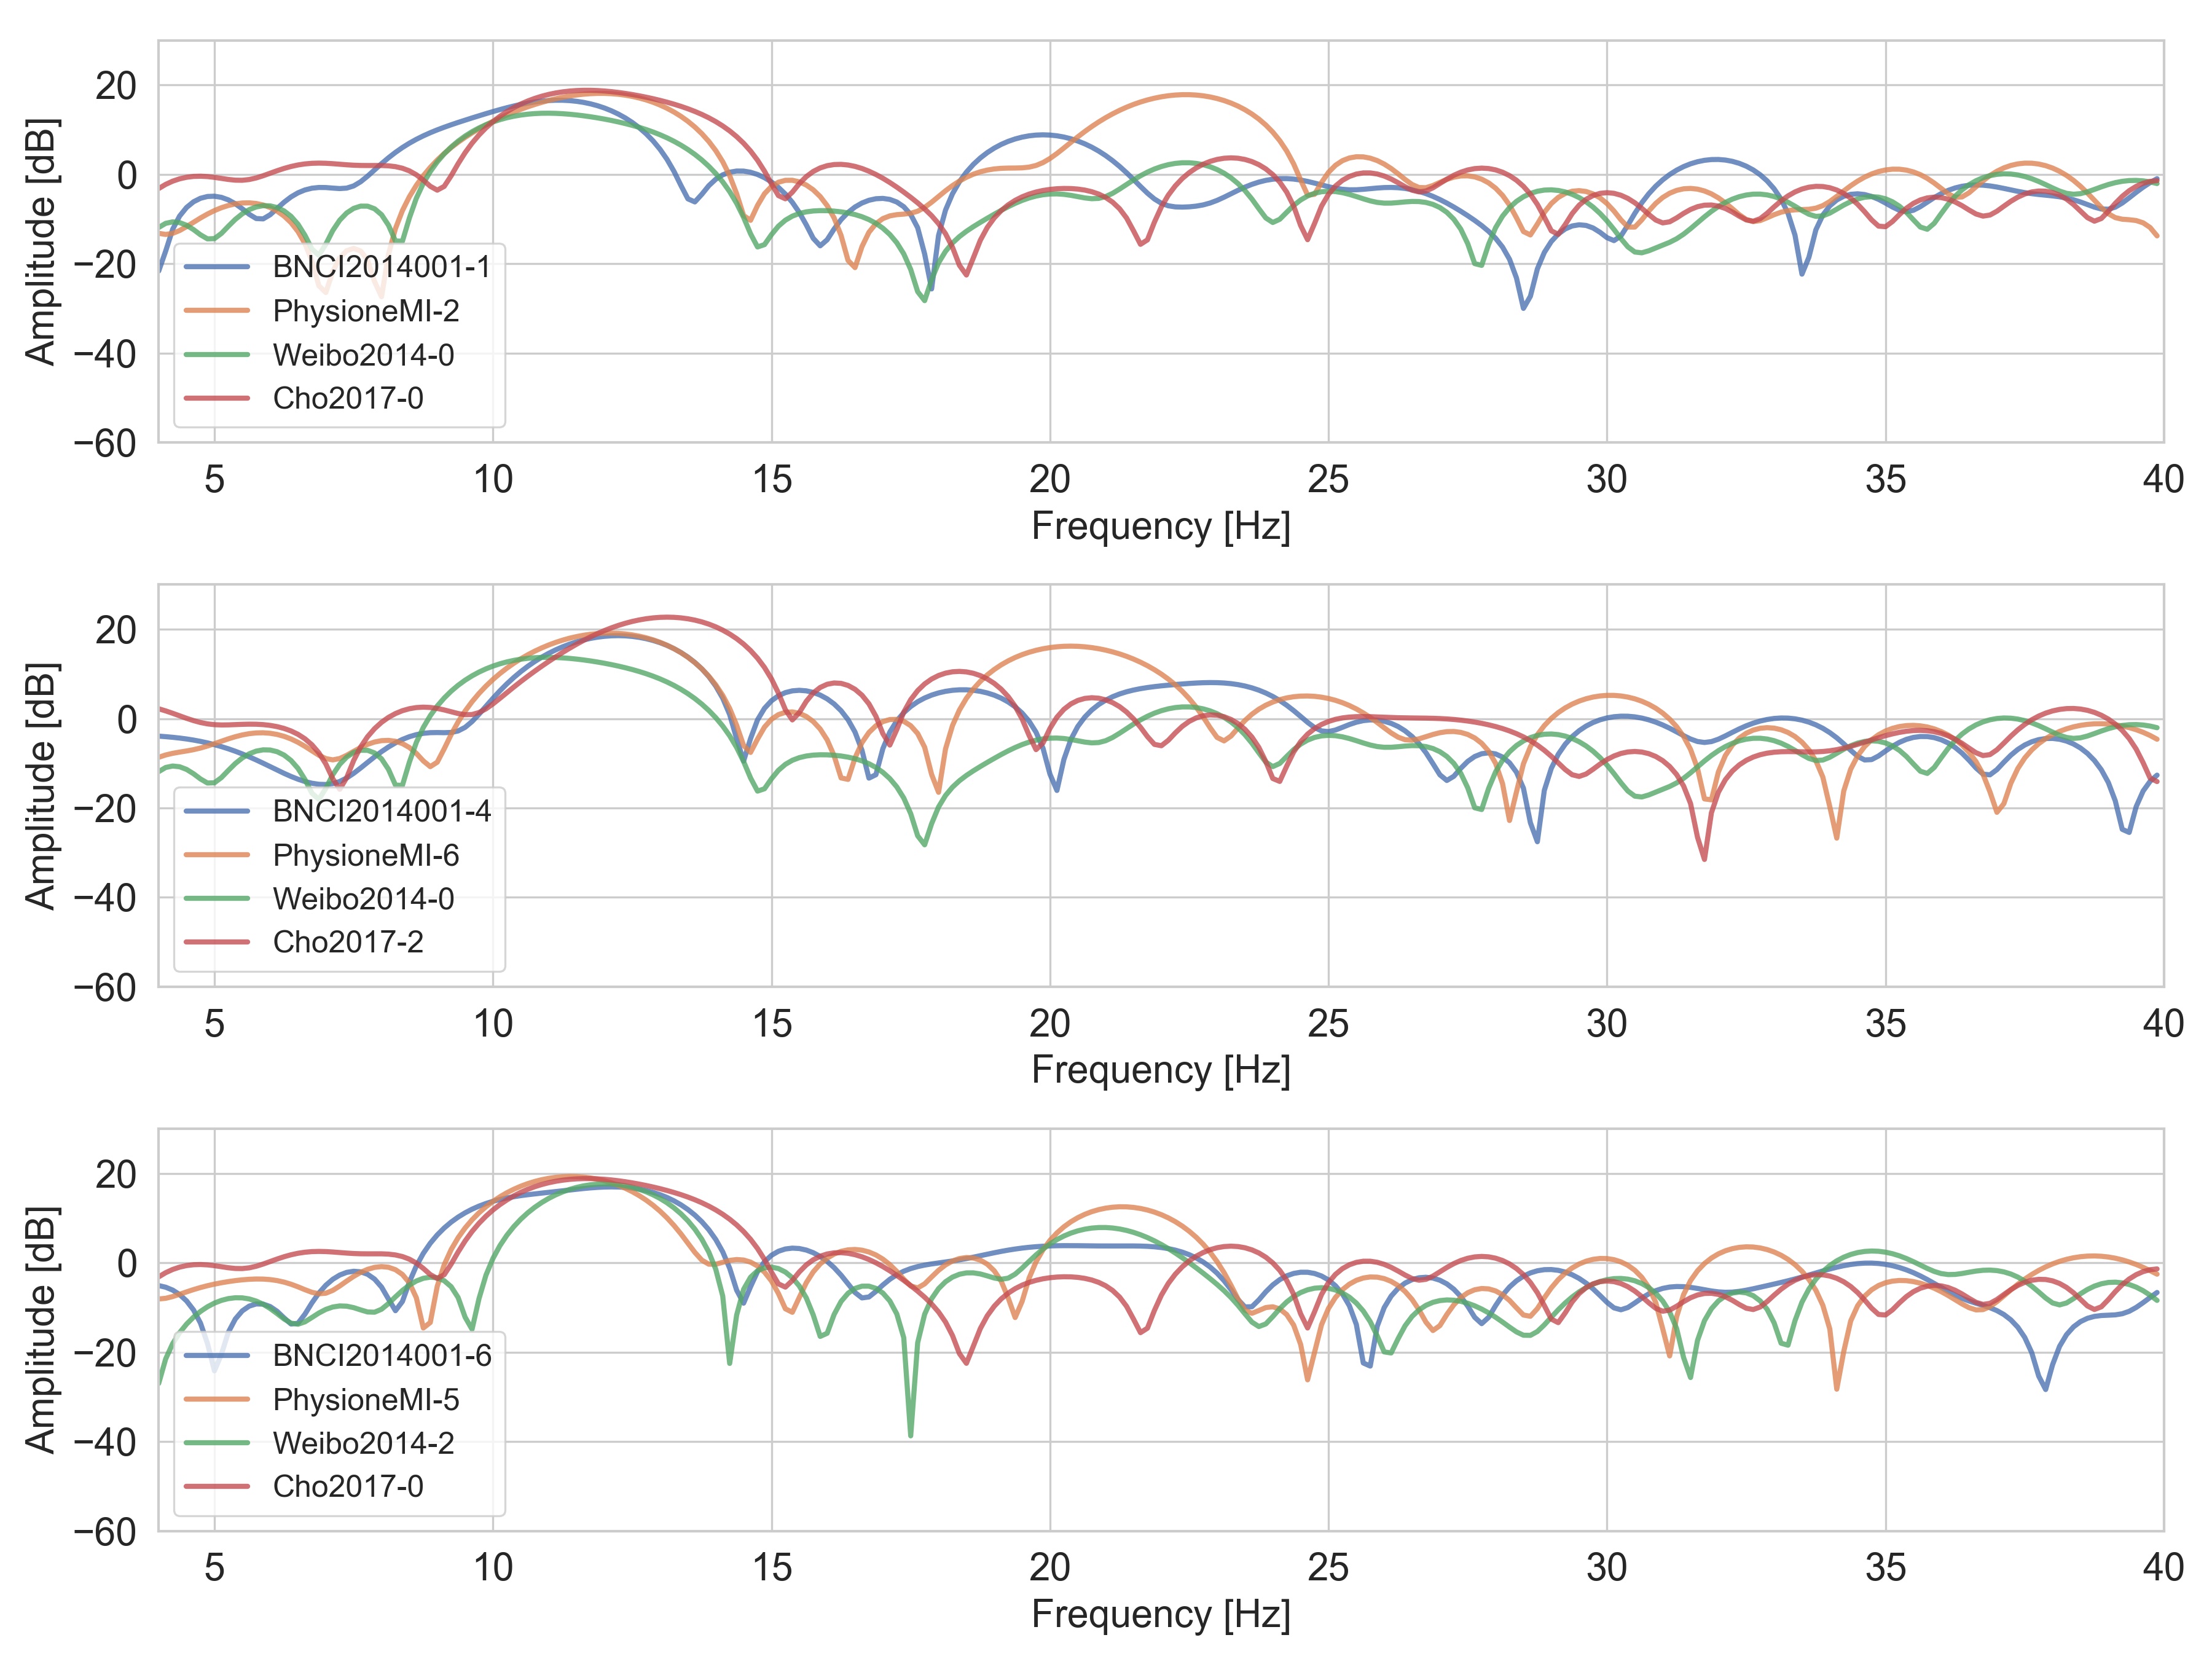 20
0
−20
−40
−60
Amplitude [dB]
BNCI2014001-1
PhysioneMI-2
Weibo2014-0
Cho2017-0
5 10 15 20 25 30 35 40
Frequency [Hz]
20
0
−20
−40
−60
Amplitude [dB]
BNCI2014001-4
PhysioneMI-6
Weibo2014-0
Cho2017-2
5 10 15 20 25 30 35 40
Frequency [Hz]
20
0
−20
−40
−60
Amplitude [dB]
BNCI2014001-6
PhysioneMI-5
Weibo2014-2
Cho2017-0
5 10 15 20 25 30 35 40
Frequency [Hz]